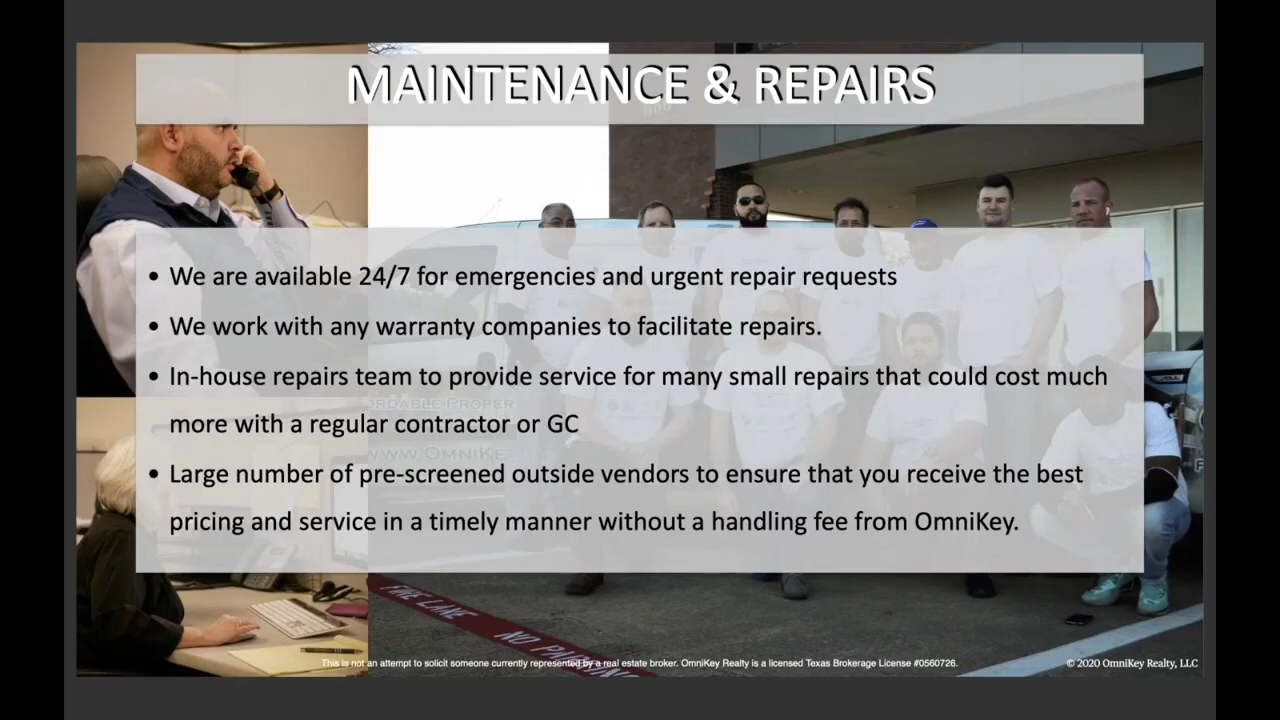 MAINTENANCE & REPAIRS
• We are available 24/7 for emergencies and urgent repair requests
• We work with any warranty companies to facilitate repairs.
• In-house repairs team to provide service for many small repairs that could cost much
more with a regular contractor or GC
• Large number of pre-screened outside vendors to ensure that you receive the best
pricing and service in a timely manner without a handling fee from OmniKey.
FIRE LANE NO PARKING
This is not an attempt to solicit someone currently represented by a real estate broker. OmniKey Realty is a licensed Texas Brokerage License #0560726.
© 2020 OmniKey Realty, LLC